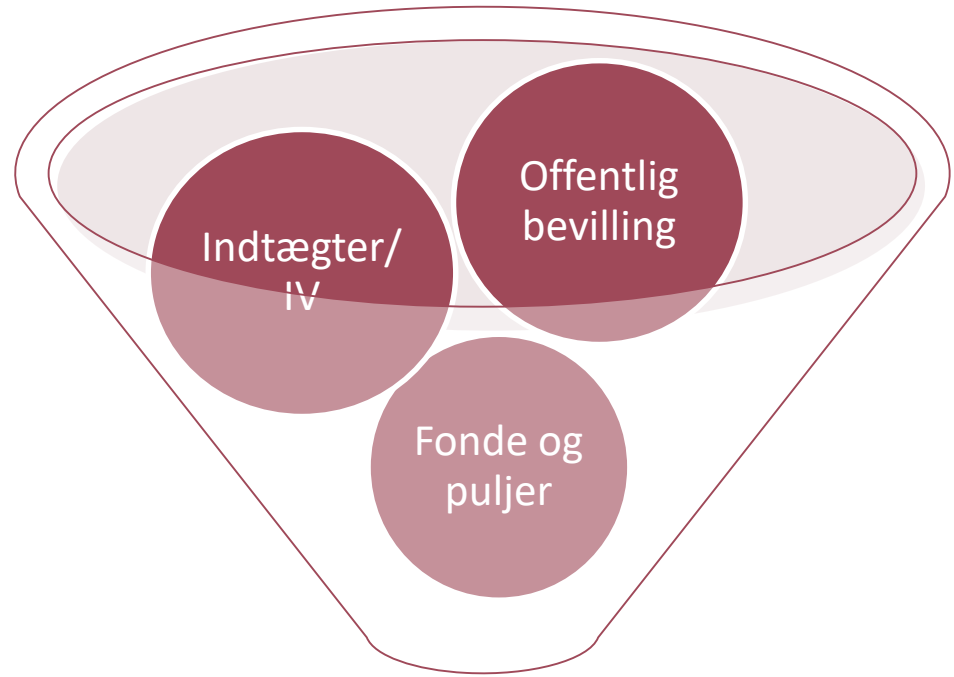 Offentlig
bevilling
Indtægter/
IV
Fonde og
puljer